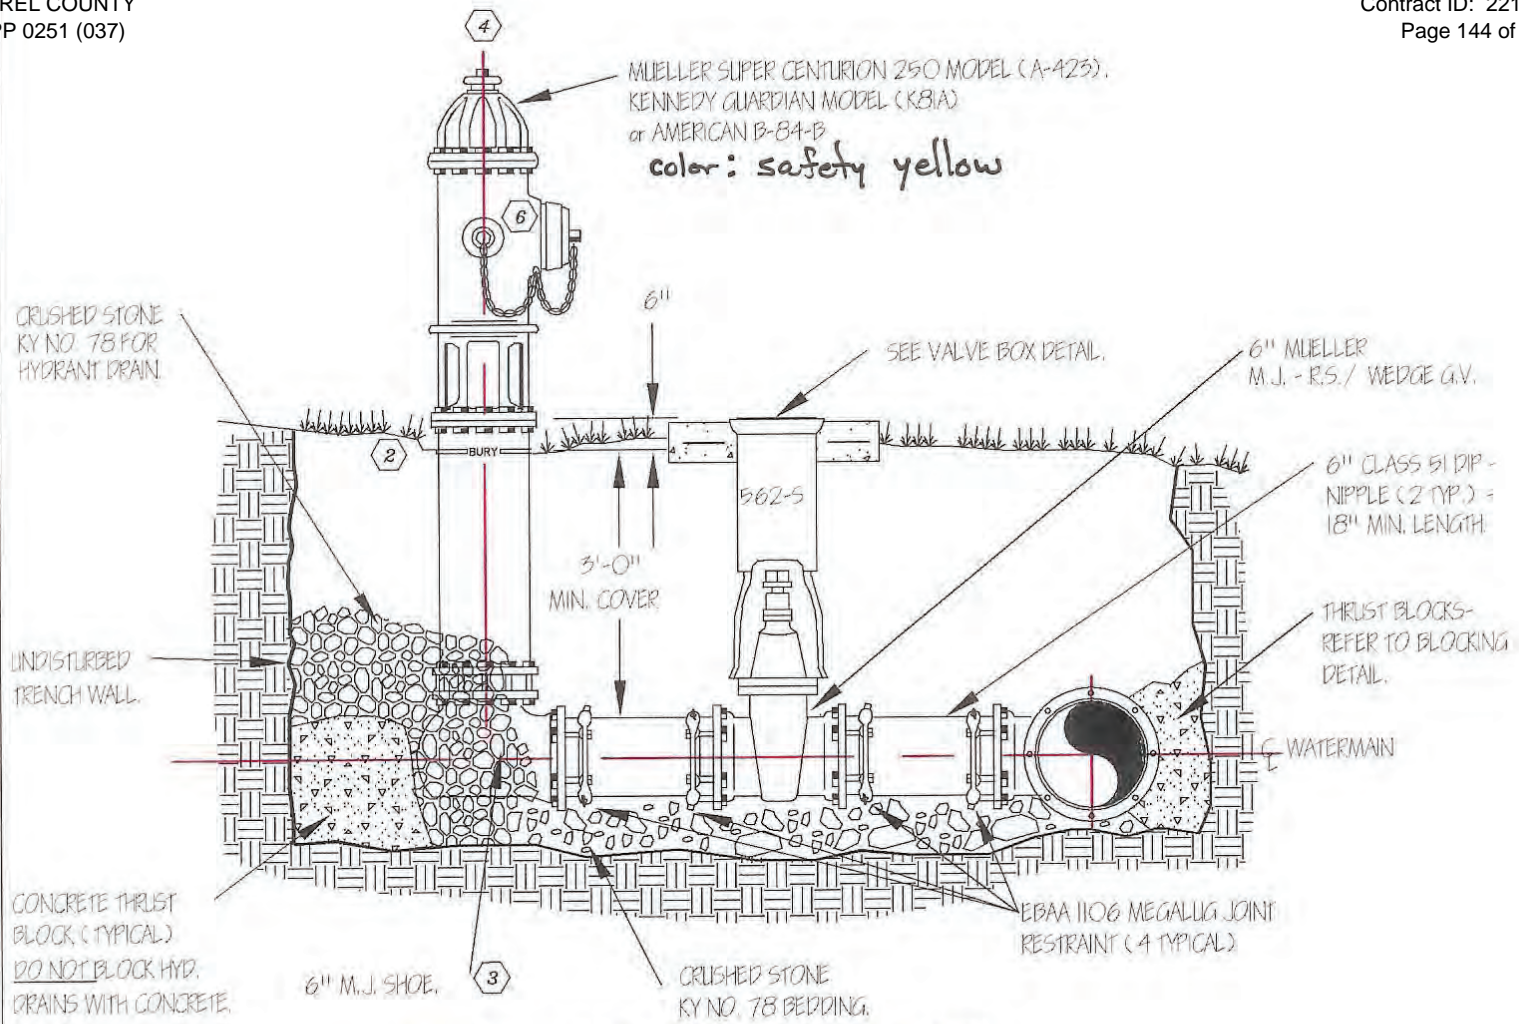 REL COUNTY
PP 0251 (037)
Contract ID: 221
Page 144 of
4
MUELLER SUPER CENTURION 250 MODEL (A-423).
KENNEDY GUARDIAN MODEL (K81A)
or AMERICAN B-84-B
color: safety yellow
6
CRUSHED STONE
KY NO. 78 FOR
HYDRANT DRAIN.
6"
SEE VALVE BOX DETAIL.
6" MUELLER
M.J. - R.S./ WEDGE G.V.
2
BURY
562-S
6" CLASS 51 DIP -
NIPPLE (2 TYP.) =
18" MIN. LENGTH.
3'-0"
MIN. COVER
THRUST BLOCKS-
REFER TO BLOCKING
DETAIL.
UNDISTURBED
TRENCH WALL.
℄ WATERMAIN
CONCRETE THRUST
BLOCK (TYPICAL)
DO NOT BLOCK HYD.
DRAINS WITH CONCRETE.
6" M.J. SHOE.
3
CRUSHED STONE
KY NO. 78 BEDDING.
EBAA 1106 MEGALUG JOINT
RESTRAINT (4 TYPICAL)